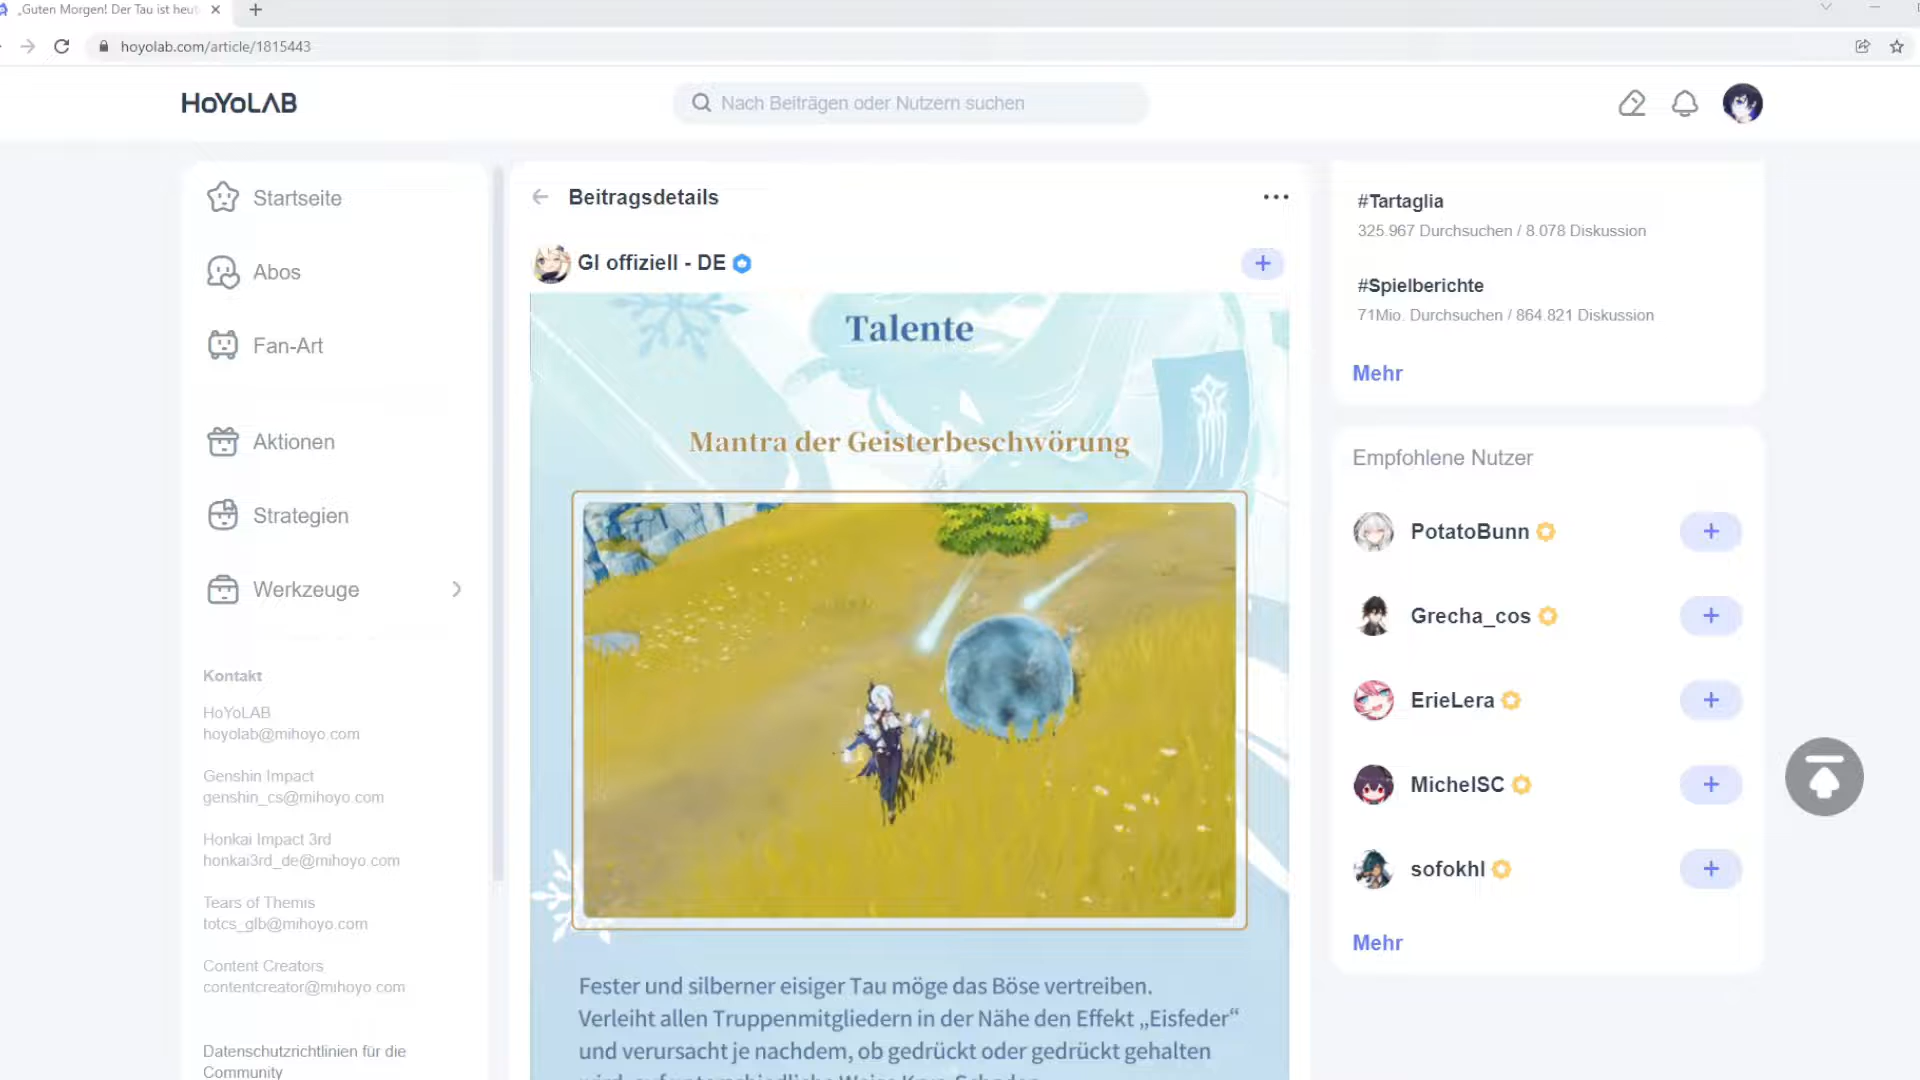 „Guten Morgen! Der Tau ist heut
hoyolab.com/article/1815443
HoYoLAB
Nach Beiträgen oder Nutzern suchen
Startseite
Abos
Fan-Art
Aktionen
Strategien
Werkzeuge
Kontakt
HoYoLAB
hoyolab@mihoyo.com
Genshin Impact
genshin_cs@mihoyo.com
Honkai Impact 3rd
honkai3rd_de@mihoyo.com
Tears of Themis
totcs_glb@mihoyo.com
Content Creators
contentcreator@mihoyo.com
Datenschutzrichtlinien für die
Community
Beitragsdetails
GI offiziell - DE
Talente
Mantra der Geisterbeschwörung
Fester und silberner eisiger Tau möge das Böse vertreiben.
Verleiht allen Truppenmitgliedern in der Nähe den Effekt „Eisfeder“
und verursacht je nachdem, ob gedrückt oder gedrückt gehalten
#Tartaglia
325.967 Durchsuchen / 8.078 Diskussion
#Spielberichte
71Mio. Durchsuchen / 864.821 Diskussion
Mehr
Empfohlene Nutzer
PotatoBunn
Grecha_cos
ErieLera
MichelSC
sofokhl
Mehr